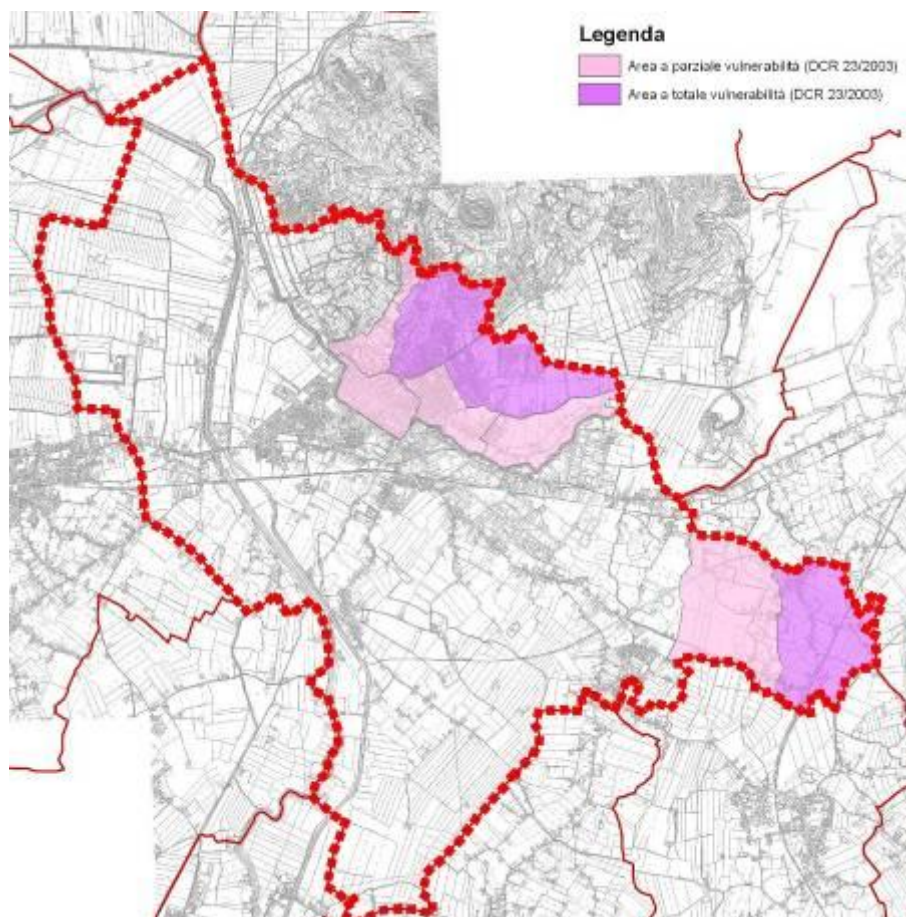 Legenda
Area a parziale vulnerabilità (DCR 23/2003)
Area a totale vulnerabilità (DCR 23/2003)